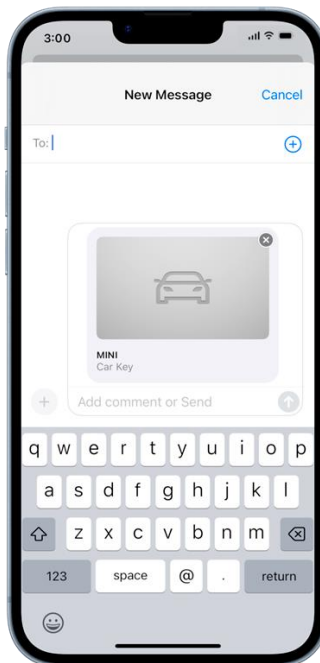 3:00
New Message Cancel
To:
MINI
Car Key
Add comment or Send
q w e r t y u i o p
a s d f g h j k l
z x c v b n m
123 space @ . return